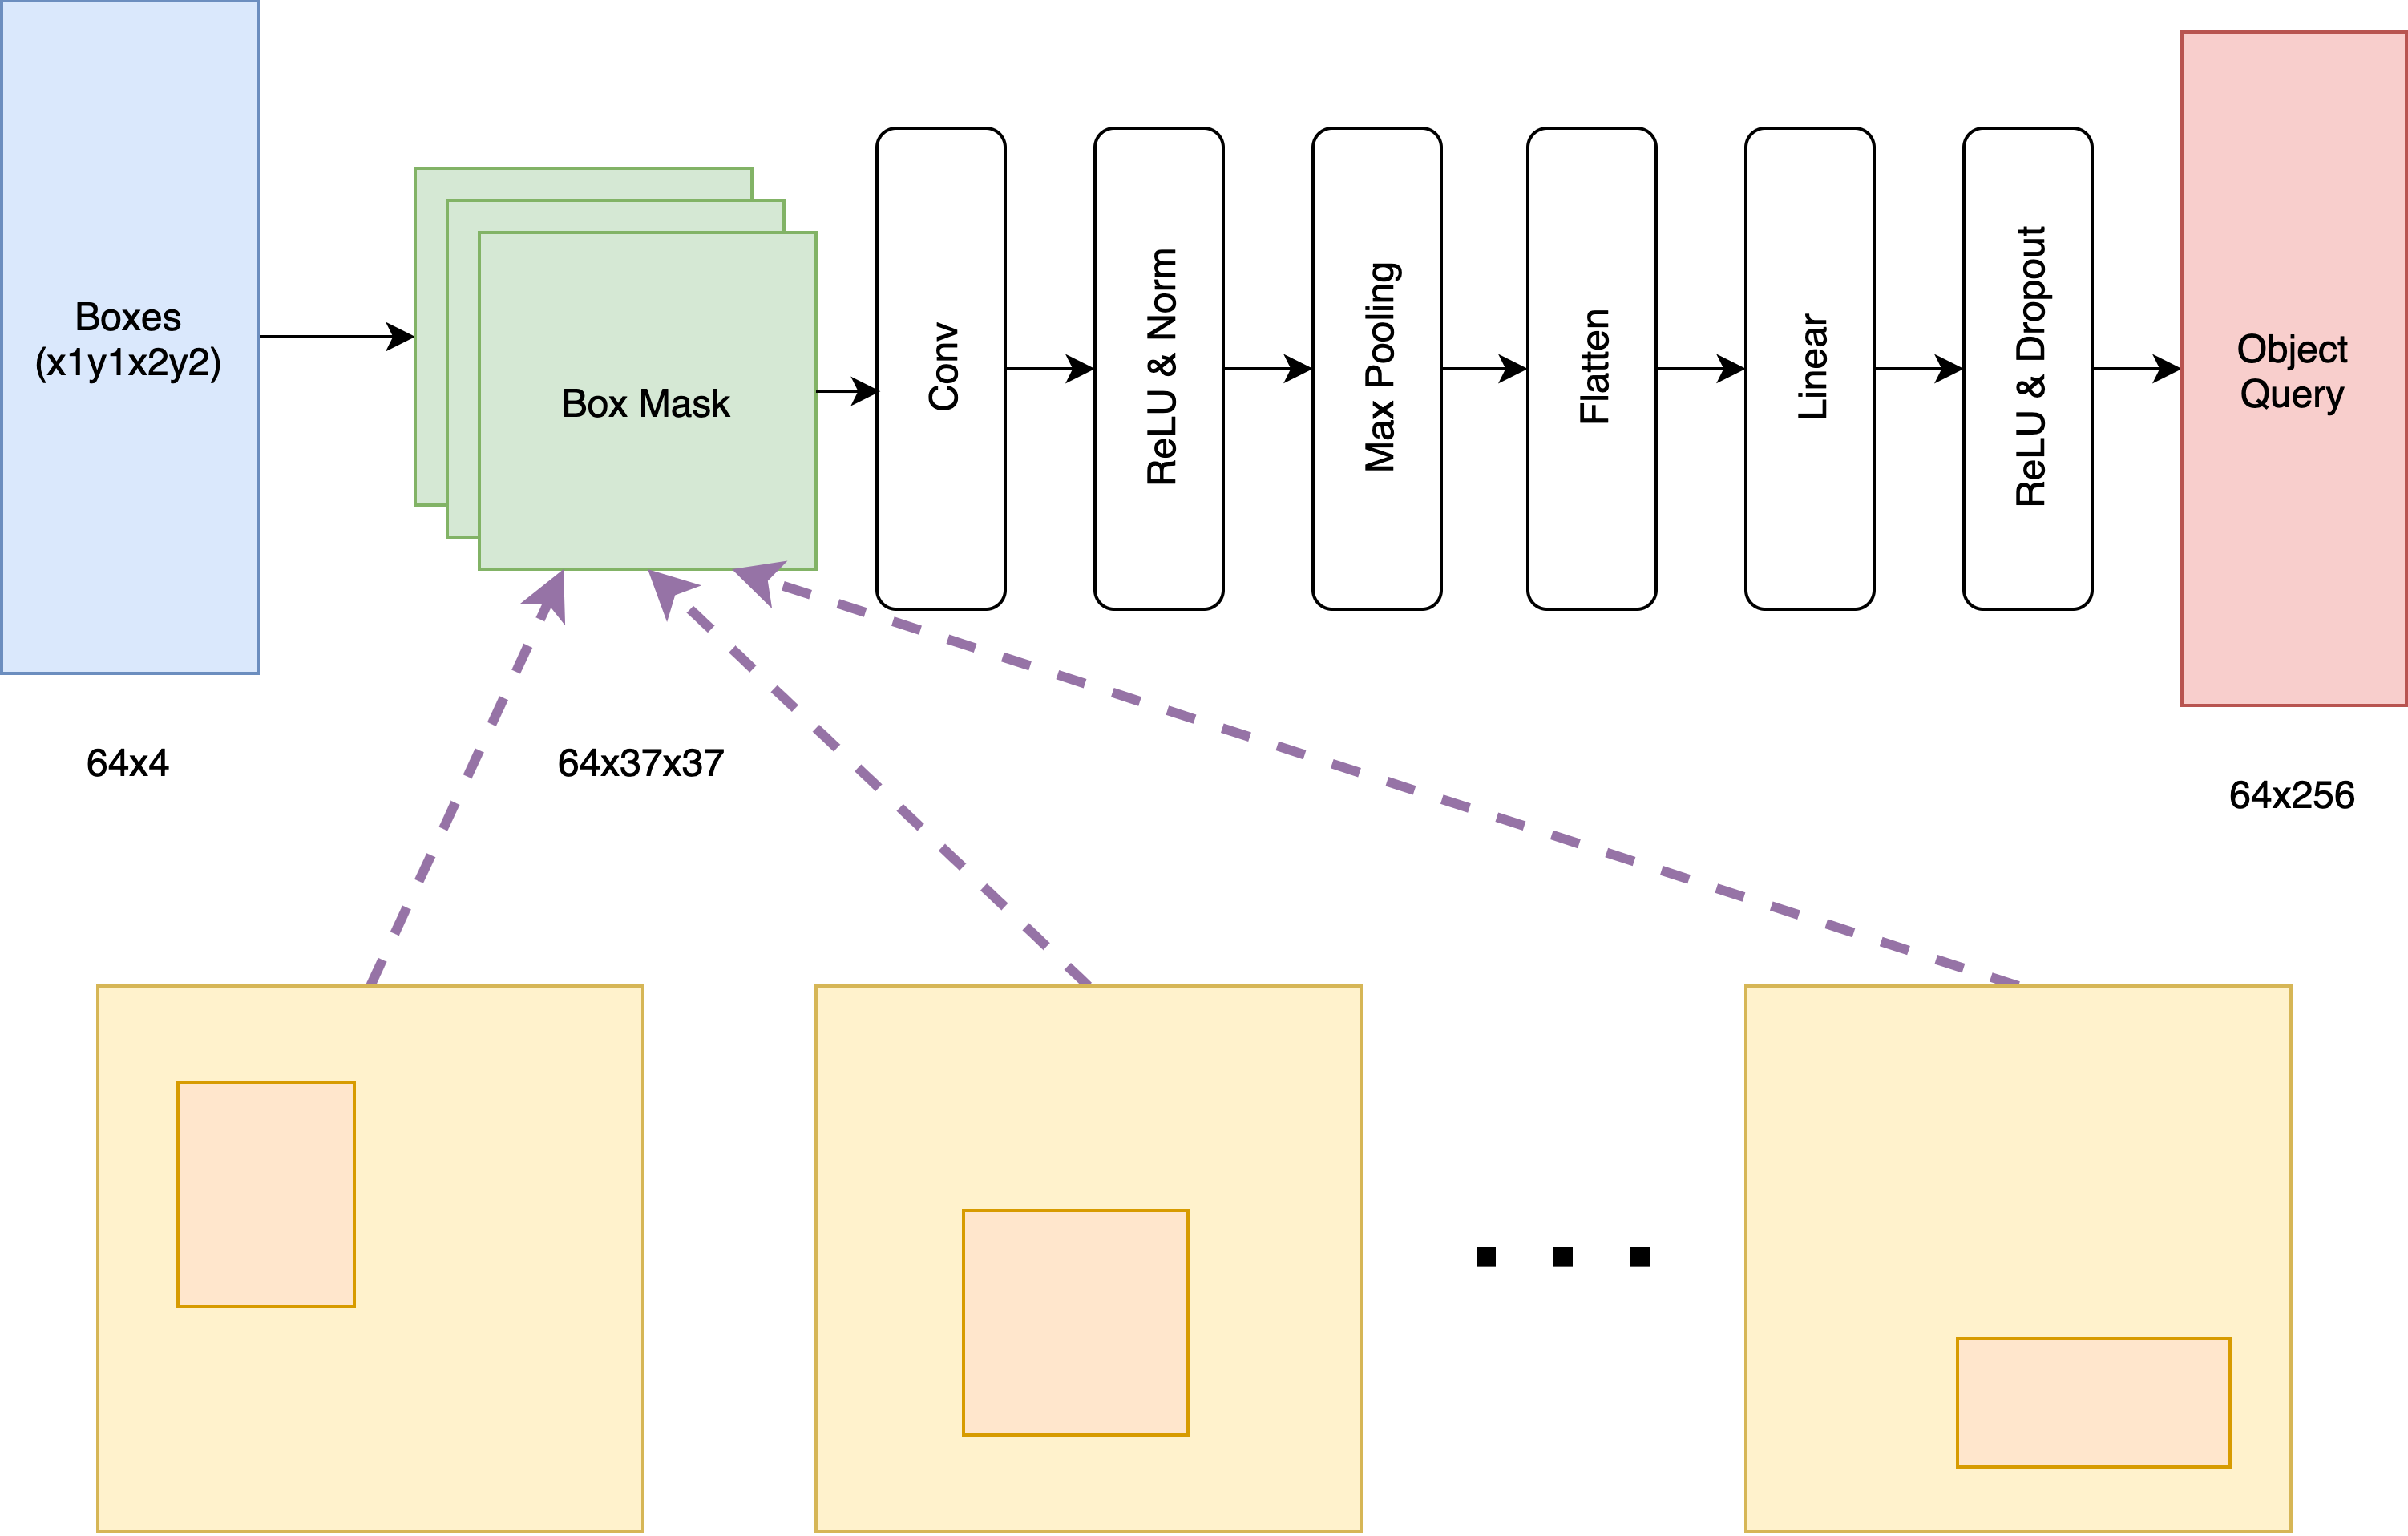 Boxes
(x1y1x2y2)
Box Mask
Conv
ReLU & Norm
Max Pooling
Flatten
Linear
ReLU & Dropout
Object
Query
64x4
64x37x37
64x256